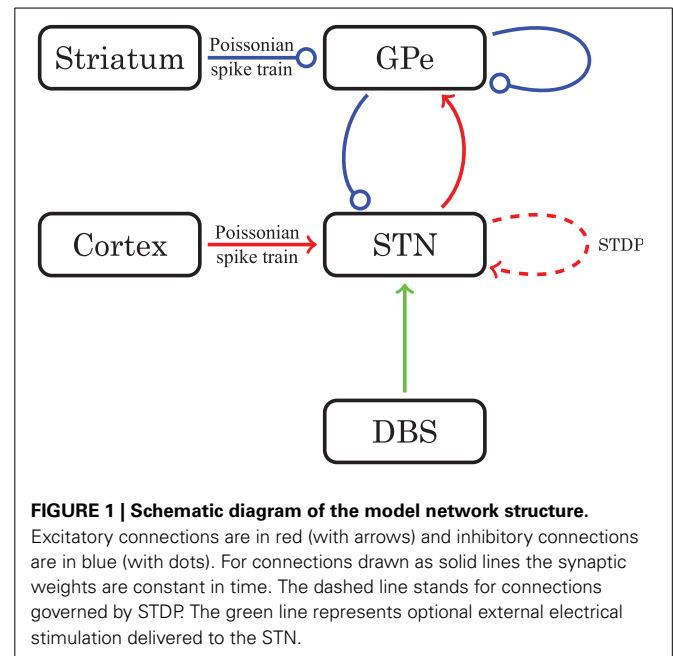 Striatum
Poissonian
spike train
GPe
Cortex
Poissonian
spike train
STN
STDP
DBS
FIGURE 1 | Schematic diagram of the model network structure.
Excitatory connections are in red (with arrows) and inhibitory connections
are in blue (with dots). For connections drawn as solid lines the synaptic
weights are constant in time. The dashed line stands for connections
governed by STDP. The green line represents optional external electrical
stimulation delivered to the STN.